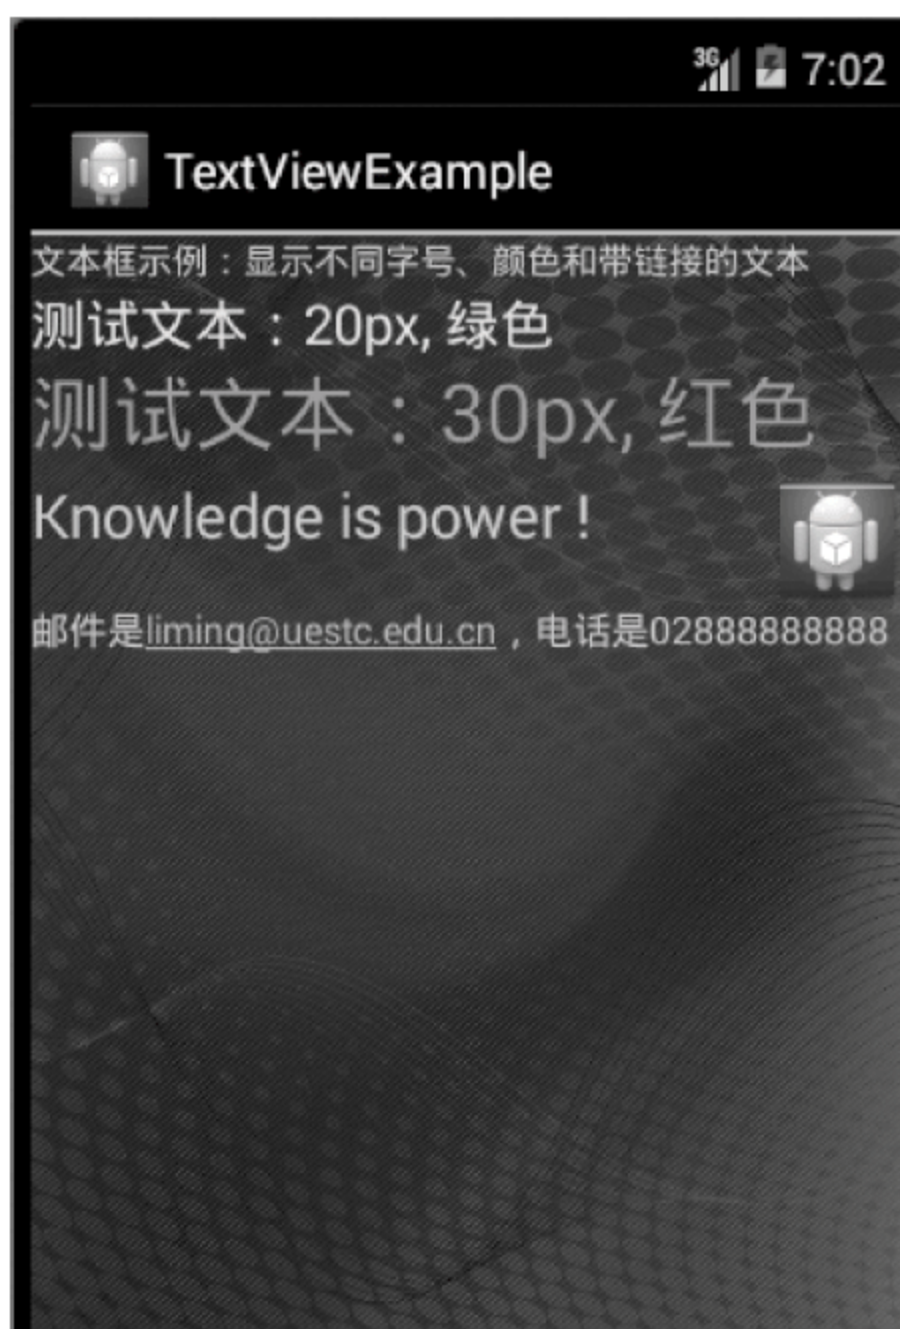 3G 7:02
TextViewExample
文本框示例：显示不同字号、颜色和带链接的文本
测试文本：20px, 绿色
测试文本：30px, 红色
Knowledge is power !
邮件是liming@uestc.edu.cn，电话是02888888888